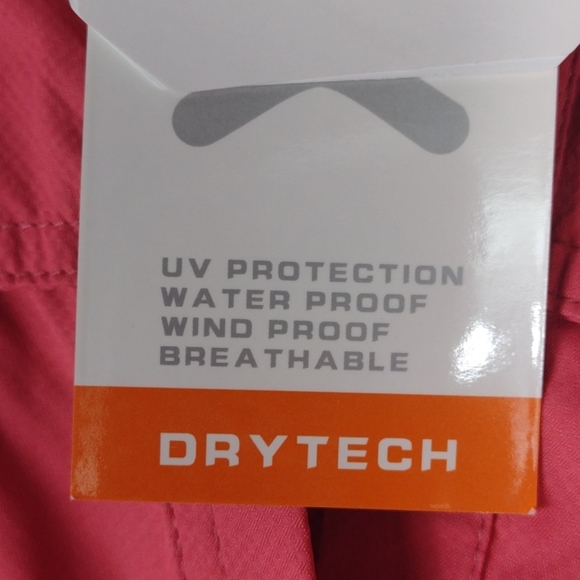 UV PROTECTION
WATER PROOF
WIND PROOF
BREATHABLE
DRYTECH